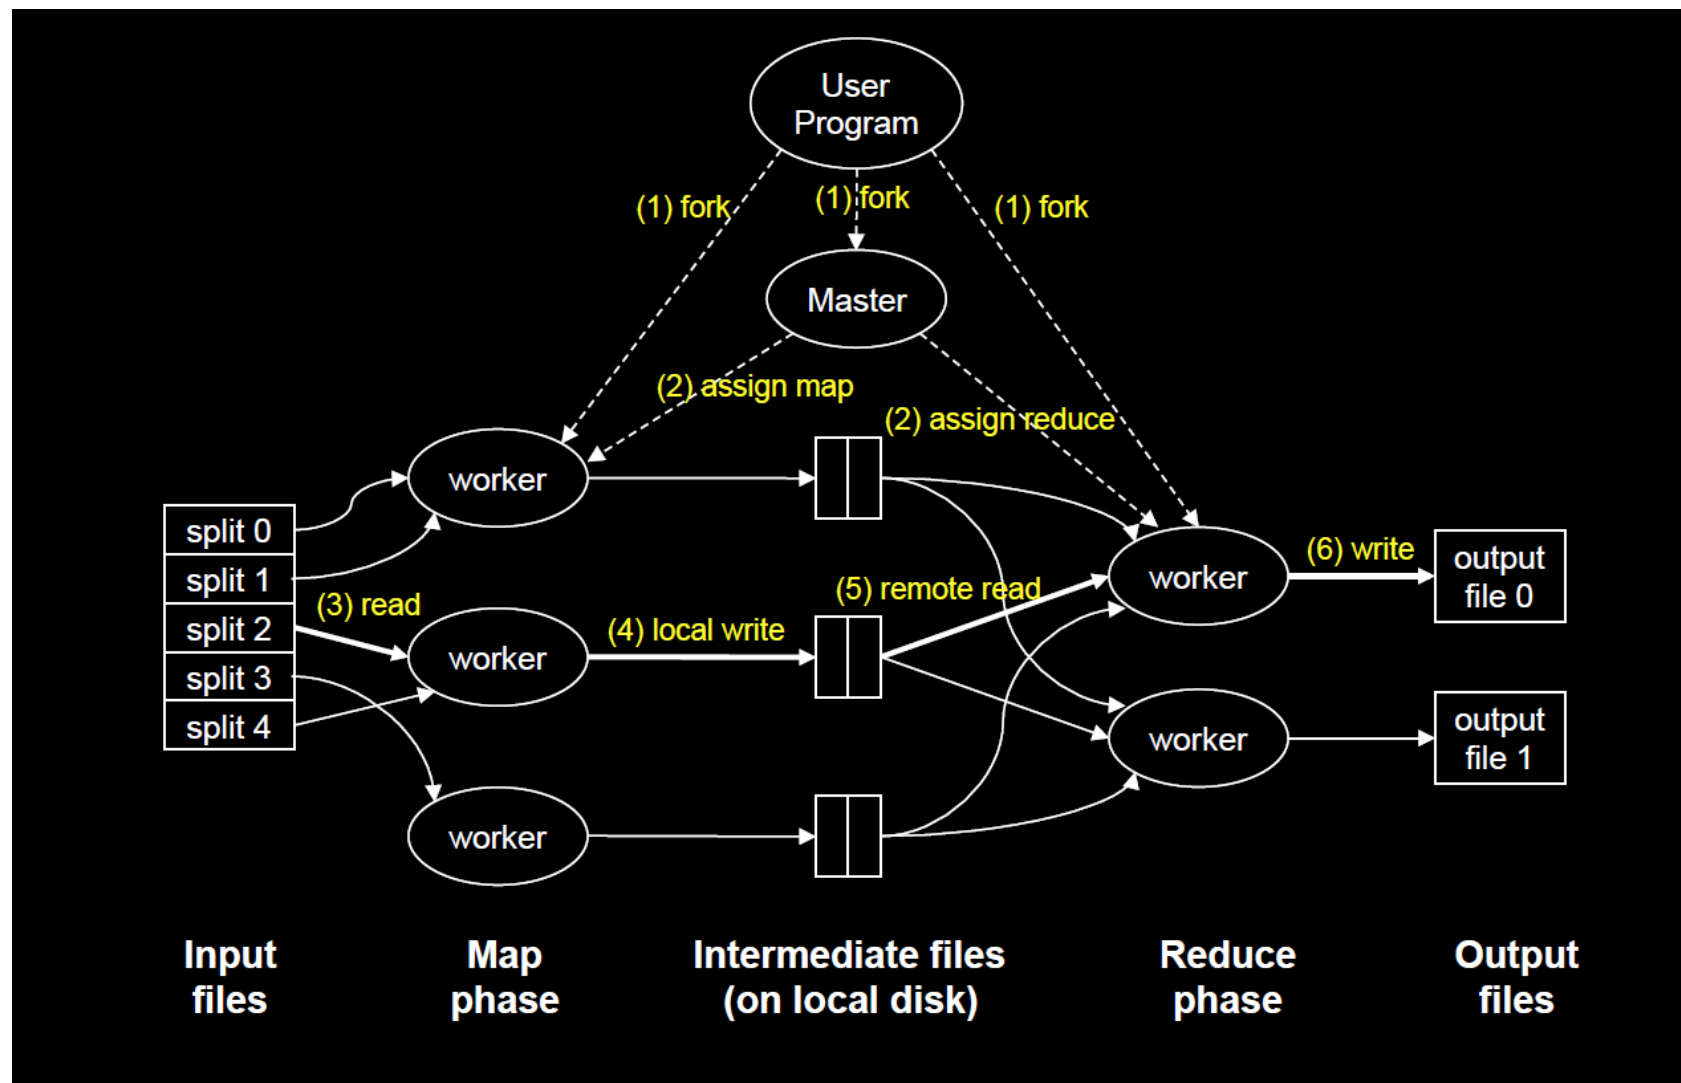 User
Program
(1) fork
(1) fork
(1) fork
Master
(2) assign map
(2) assign reduce
worker
split 0
split 1
split 2
split 3
split 4
(3) read
worker
(4) local write
(5) remote read
worker
(6) write
output
file 0
worker
output
file 1
worker
Input
files
Map
phase
Intermediate files
(on local disk)
Reduce
phase
Output
files